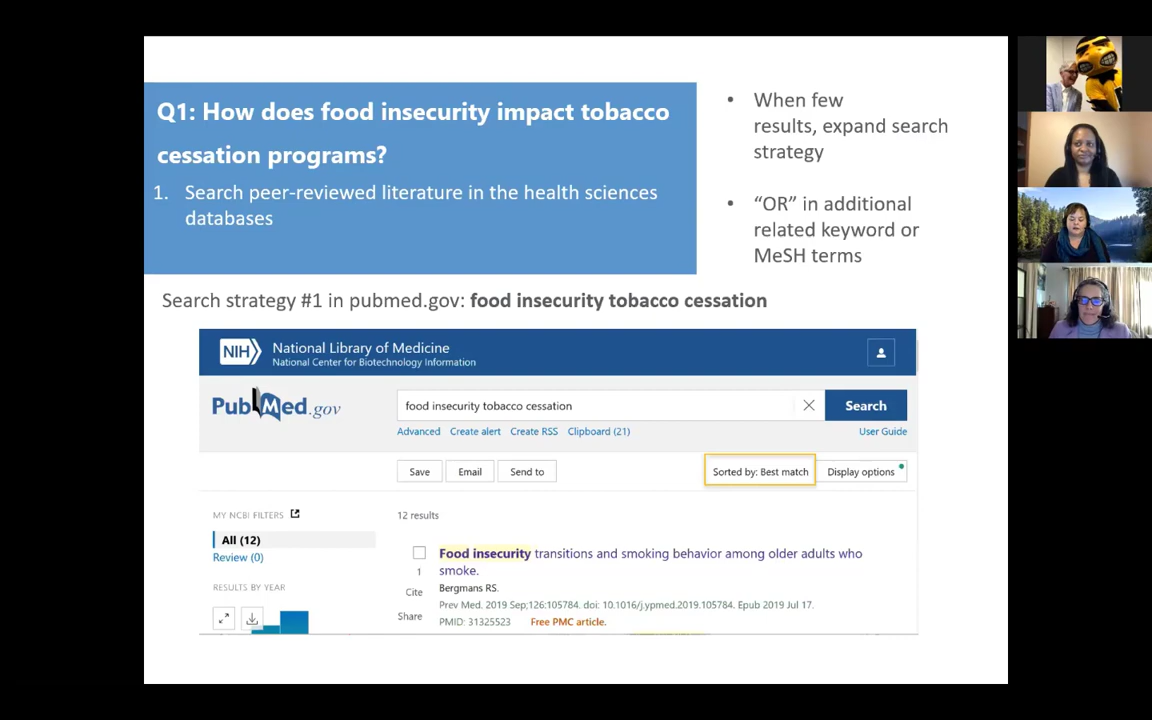 Q1: How does food insecurity impact tobacco
cessation programs?
1. Search peer-reviewed literature in the health sciences
databases
• When few
results, expand search
strategy
• “OR” in additional
related keyword or
MeSH terms
Search strategy #1 in pubmed.gov: food insecurity tobacco cessation
NIH National Library of Medicine
National Center for Biotechnology Information
PubMed.gov
food insecurity tobacco cessation
Search
Advanced Create alert Create RSS Clipboard (21)
User Guide
Save Email Send to
Sorted by: Best match Display options
MY NCBI FILTERS
12 results
All (12)
Review (0)
RESULTS BY YEAR
Food insecurity transitions and smoking behavior among older adults who
smoke.
1
Cite
Share
Bergmans RS.
Prev Med. 2019 Sep;126:105784. doi: 10.1016/j.ypmed.2019.105784. Epub 2019 Jul 17.
PMID: 31325523 Free PMC article.